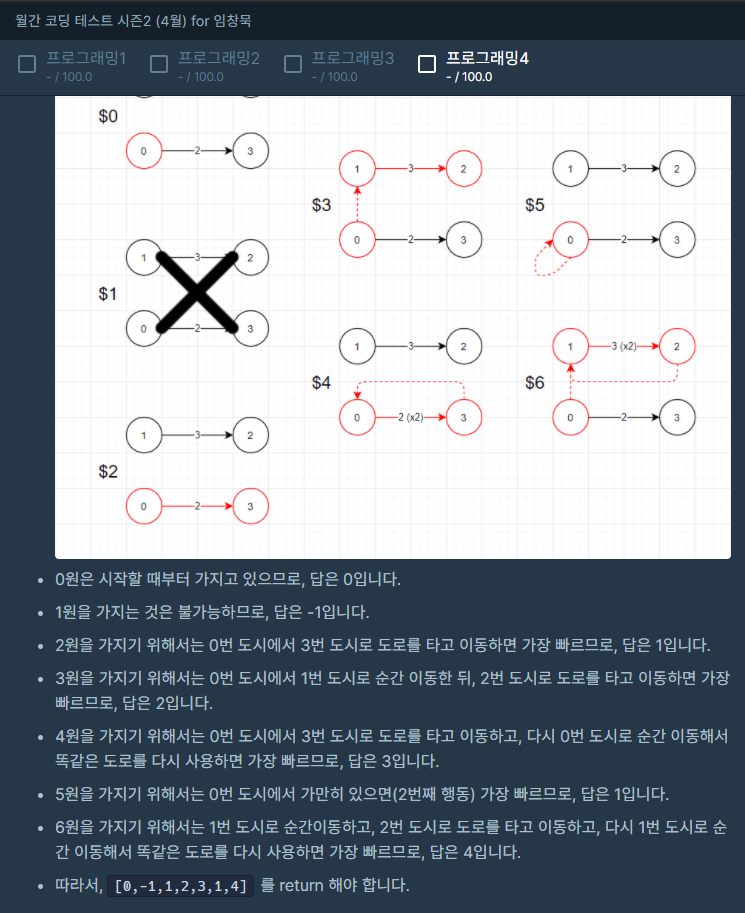 월간 코딩 테스트 시즌2 (4월) for 임창묵
프로그래밍1 프로그래밍2 프로그래밍3 프로그래밍4
- / 100.0 - / 100.0 - / 100.0 - / 100.0
$0
0 2 3
1 3 2
$3
0 2 3
1 3 2
$5
0 2 3
1 3 2
$1
0 2 3
1 3 2
$4
0 2 (x2) 3
1 3 (x2) 2
$6
0 2 3
1 3 2
$2
0 2 3
0원은 시작할 때부터 가지고 있으므로, 답은 0입니다.
1원을 가지는 것은 불가능하므로, 답은 -1입니다.
2원을 가지기 위해서는 0번 도시에서 3번 도시로 도로를 타고 이동하면 가장 빠르므로, 답은 1입니다.
3원을 가지기 위해서는 0번 도시에서 1번 도시로 순간 이동한 뒤, 2번 도시로 도로를 타고 이동하면 가장
빠르므로, 답은 2입니다.
4원을 가지기 위해서는 0번 도시에서 3번 도시로 도로를 타고 이동하고, 다시 0번 도시로 순간 이동해서
똑같은 도로를 다시 사용하면 가장 빠르므로, 답은 3입니다.
5원을 가지기 위해서는 0번 도시에서 가만히 있으면(2번째 행동) 가장 빠르므로, 답은 1입니다.
6원을 가지기 위해서는 1번 도시로 순간이동하고, 2번 도시로 도로를 타고 이동하고, 다시 1번 도시로 순
간 이동해서 똑같은 도로를 다시 사용하면 가장 빠르므로, 답은 4입니다.
따라서, [0,-1,1,2,3,1,4] 를 return 해야 합니다.